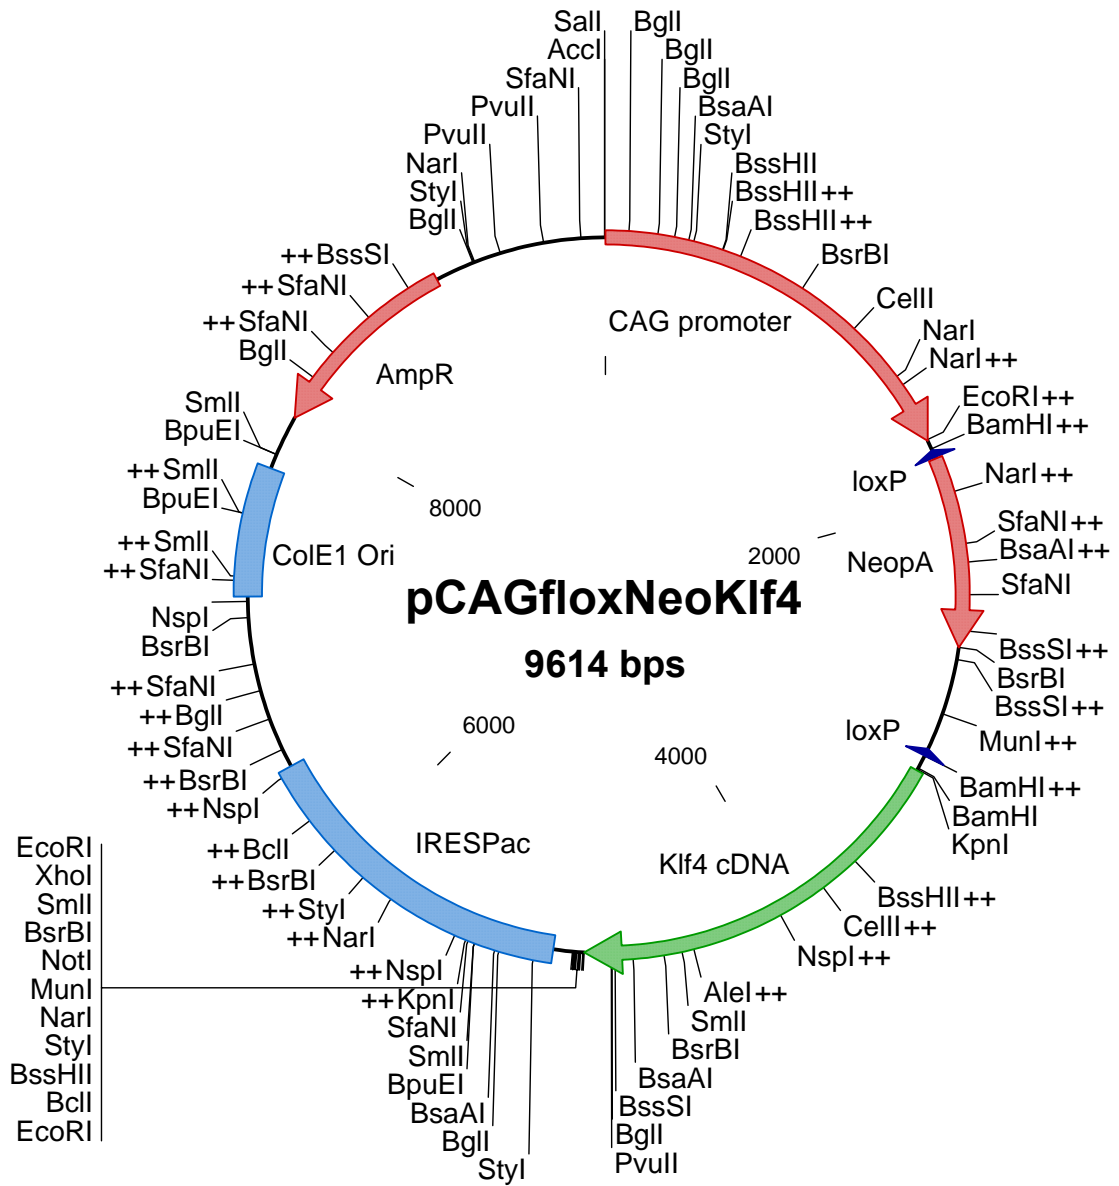 SalI
AccI
SfaNI
PvuII
PvuII
NarI
StyI
BglI
BglI
BglI
BglI
BsaAI
StyI
BssHII
BssHII++
BssHII++
BsrBI
CelII
NarI
NarI++
EcoRI++
BamHI++
NarI++
SfaNI++
BsaAI++
SfaNI
BssSI++
BsrBI
BssSI++
MunI++
BamHI++
BamHI
KpnI
BssHII++
CelII++
NspI++
AleI++
SmlI
BsrBI
BsaAI
BssSI
BglI
PvuII
++BssSI
++SfaNI
++SfaNI
BglI
SmlI
BpuEI
++SmlI
BpuEI
++SmlI
++SfaNI
NspI
BsrBI
++SfaNI
++BglI
++SfaNI
++BsrBI
++NspI
++BclI
++BsrBI
++StyI
++NarI
++NspI
++KpnI
SfaNI
SmlI
BpuEI
BsaAI
BglI
StyI
EcoRI
XhoI
SmlI
BsrBI
NotI
MunI
NarI
StyI
BssHII
BclI
EcoRI
CAG promoter
AmpR
loxP
8000
2000
ColE1 Ori
NeopA
pCAGfloxNeoKlf4
9614 bps
6000
loxP
4000
IRESPac
Klf4 cDNA